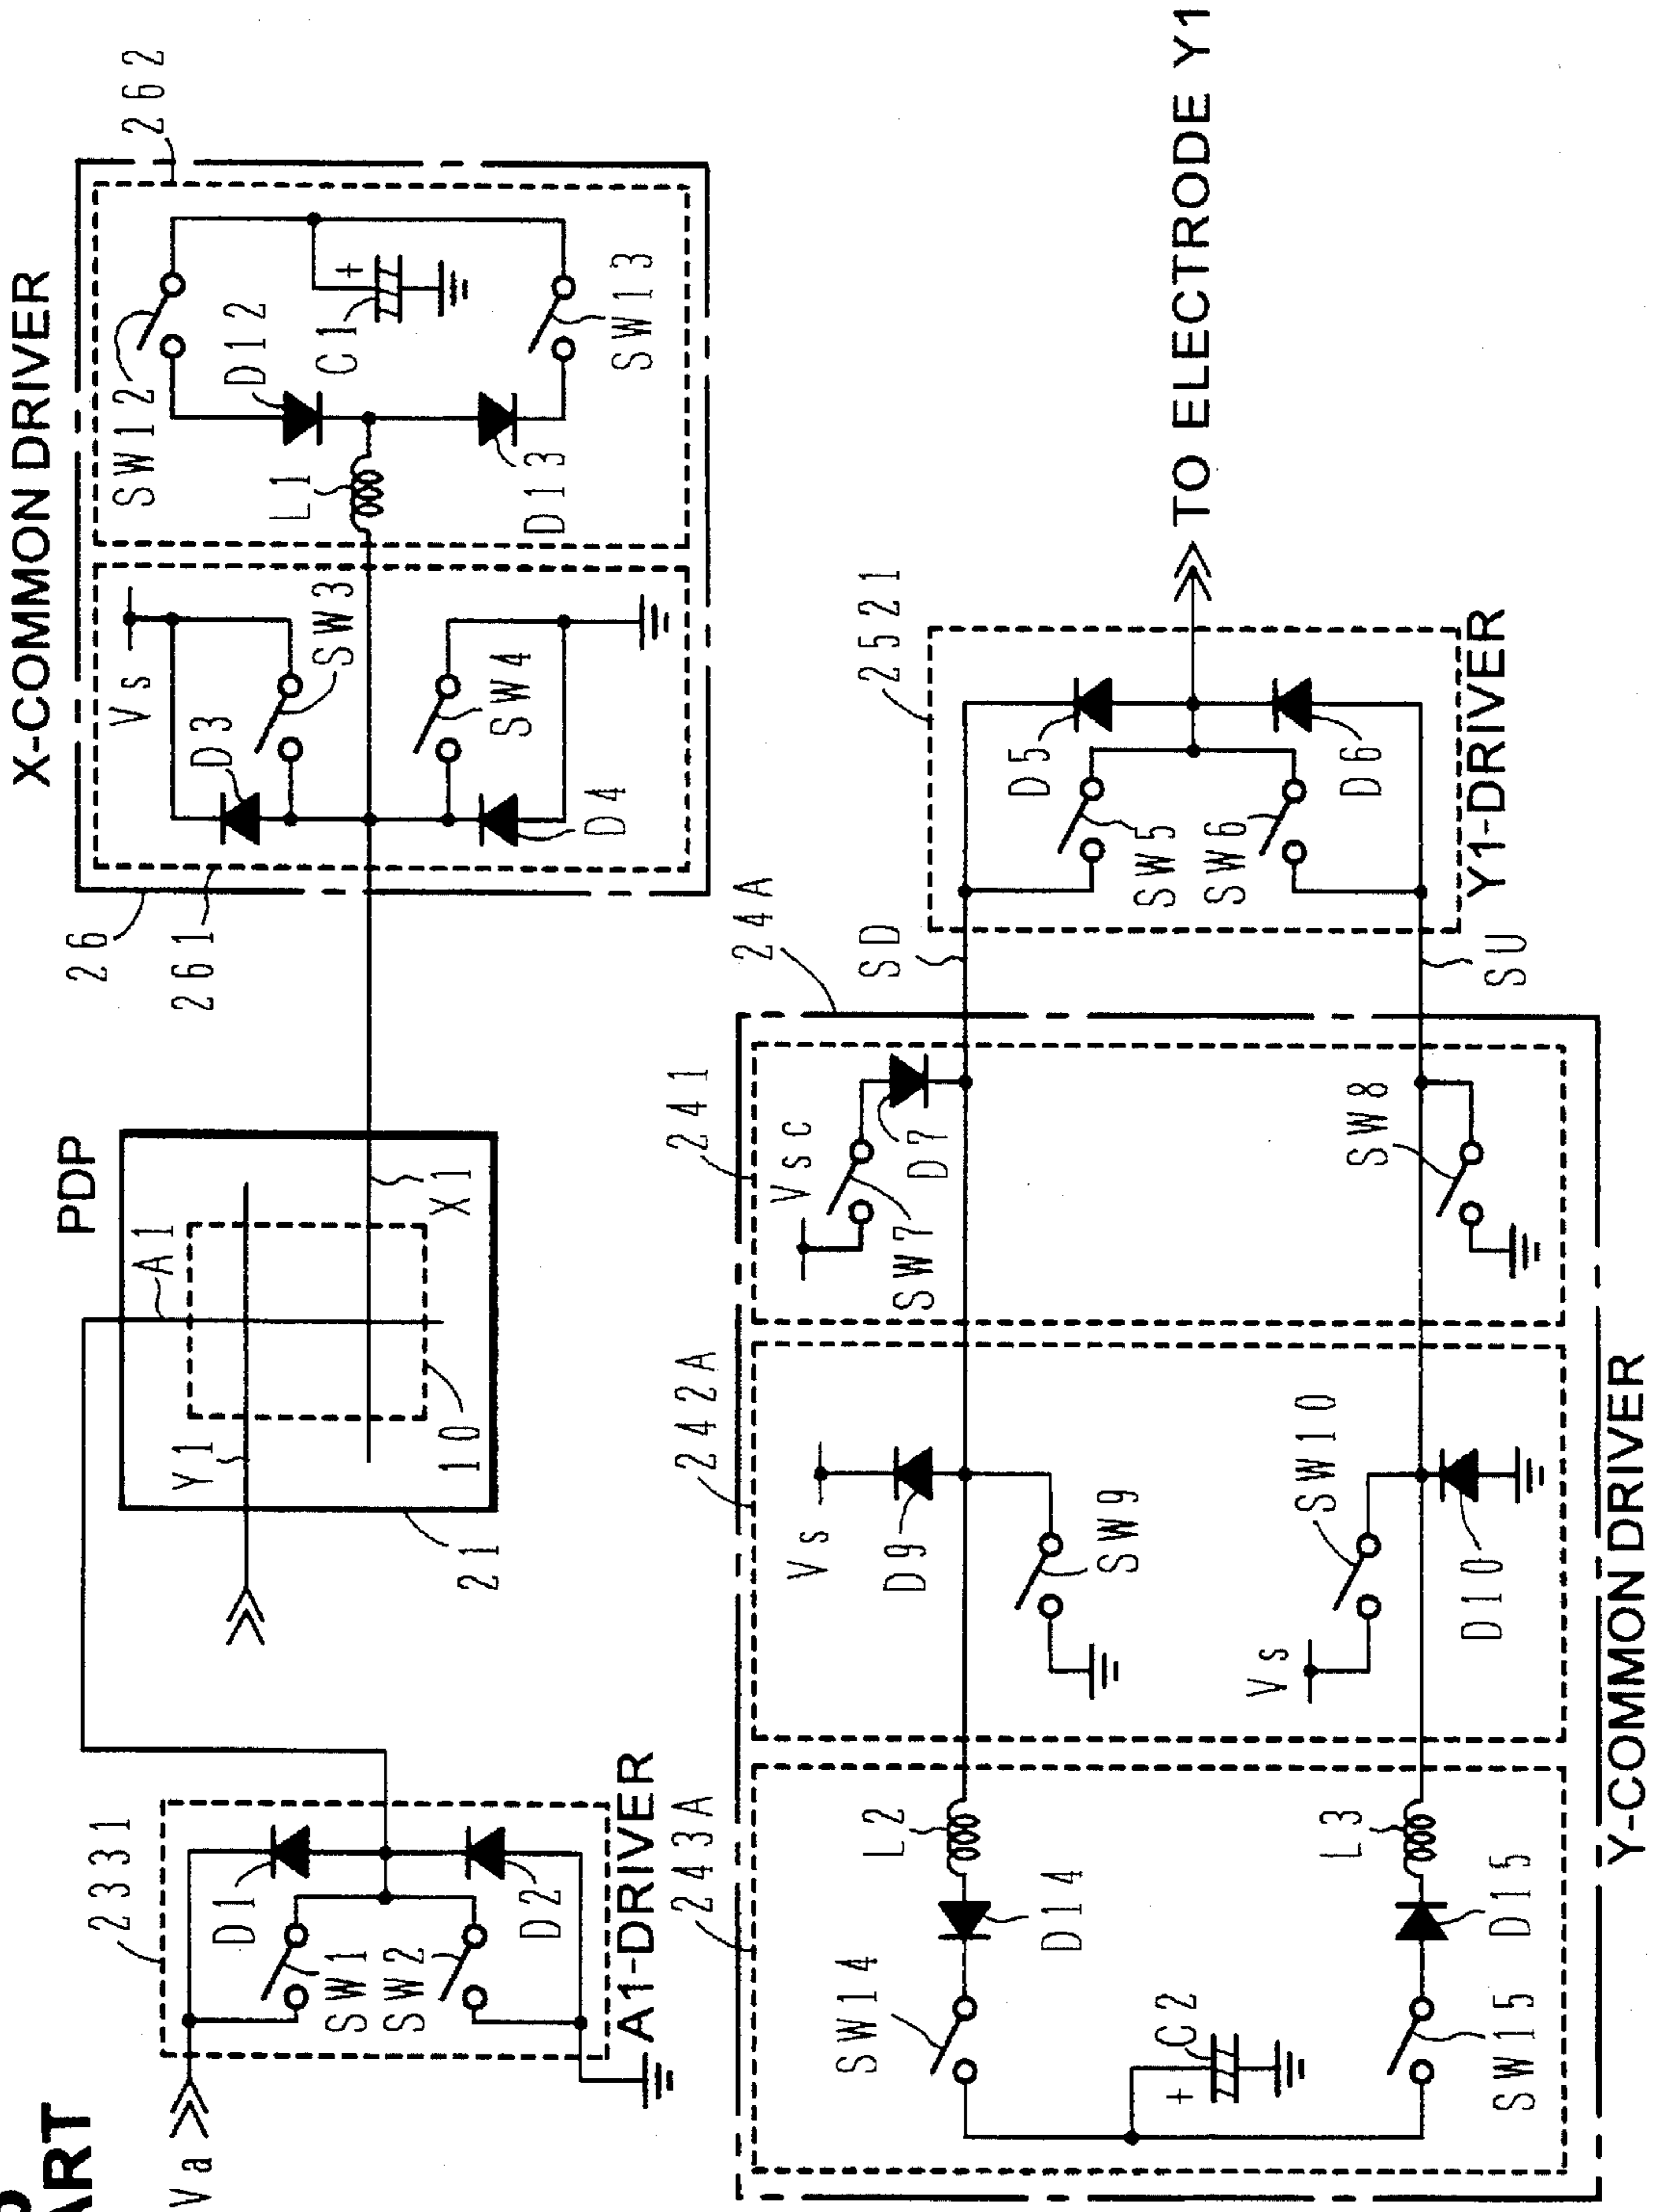 X-COMMON DRIVER
262
SW12
D12
C1
+
L1
D13
SW13
Vs
D3
SW3
SW4
D4
26
261
PDP
A1
X1
Y1
10
21
ART
Va
2331
D1
D2
SW1
SW2
A1-DRIVER
TO ELECTRODE Y1
2521
D5
D6
SW5
SW6
Y1-DRIVER
SD
SU
24A
241
Vsc
D7
SW7
SW8
242A
Vs
D9
SW9
SW10
Vs
D10
243A
L2
D14
SW14
C2
+
L3
D15
SW15
Y-COMMON DRIVER